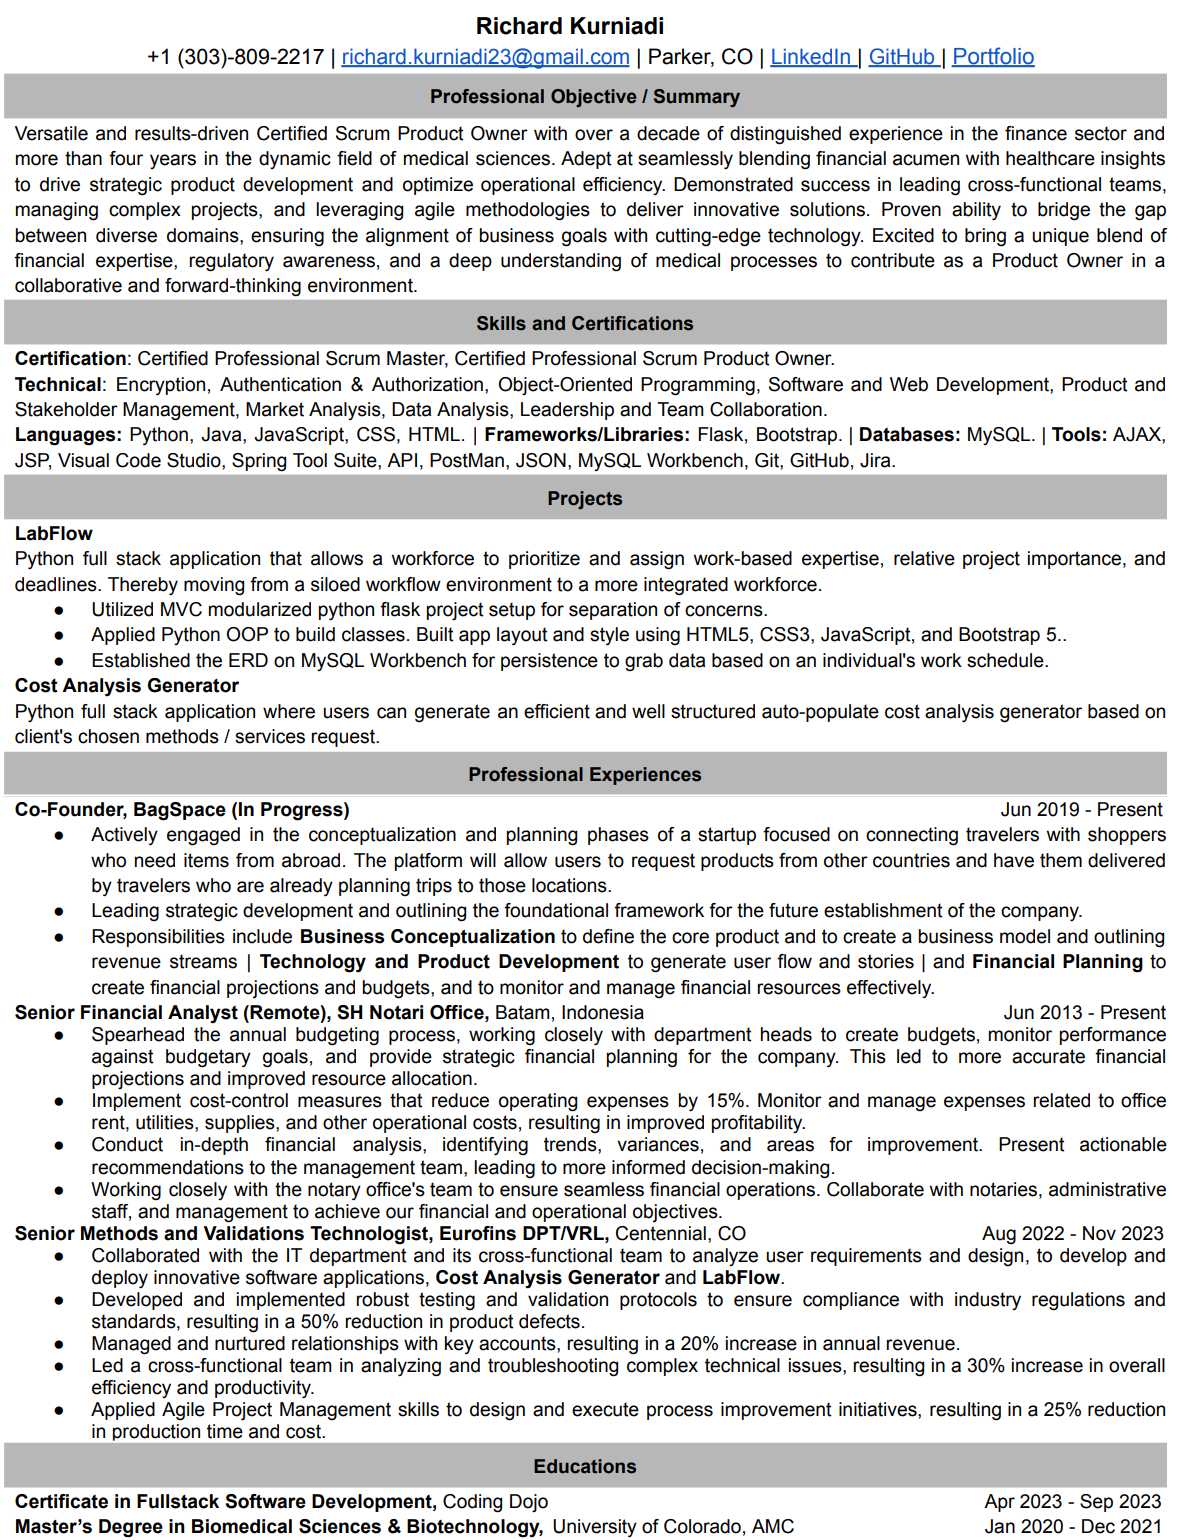 Richard Kurniadi
+1 (303)-809-2217 | richard.kurniadi23@gmail.com | Parker, CO | LinkedIn | GitHub | Portfolio
Professional Objective / Summary
Versatile and results-driven Certified Scrum Product Owner with over a decade of distinguished experience in the finance sector and
more than four years in the dynamic field of medical sciences. Adept at seamlessly blending financial acumen with healthcare insights
to drive strategic product development and optimize operational efficiency. Demonstrated success in leading cross-functional teams,
managing complex projects, and leveraging agile methodologies to deliver innovative solutions. Proven ability to bridge the gap
between diverse domains, ensuring the alignment of business goals with cutting-edge technology. Excited to bring a unique blend of
financial expertise, regulatory awareness, and a deep understanding of medical processes to contribute as a Product Owner in a
collaborative and forward-thinking environment.
Skills and Certifications
Certification: Certified Professional Scrum Master, Certified Professional Scrum Product Owner.
Technical: Encryption, Authentication & Authorization, Object-Oriented Programming, Software and Web Development, Product and
Stakeholder Management, Market Analysis, Data Analysis, Leadership and Team Collaboration.
Languages: Python, Java, JavaScript, CSS, HTML. | Frameworks/Libraries: Flask, Bootstrap. | Databases: MySQL. | Tools: AJAX,
JSP, Visual Code Studio, Spring Tool Suite, API, PostMan, JSON, MySQL Workbench, Git, GitHub, Jira.
Projects
LabFlow
Python full stack application that allows a workforce to prioritize and assign work-based expertise, relative project importance, and
deadlines. Thereby moving from a siloed workflow environment to a more integrated workforce.
● Utilized MVC modularized python flask project setup for separation of concerns.
● Applied Python OOP to build classes. Built app layout and style using HTML5, CSS3, JavaScript, and Bootstrap 5..
● Established the ERD on MySQL Workbench for persistence to grab data based on an individual's work schedule.
Cost Analysis Generator
Python full stack application where users can generate an efficient and well structured auto-populate cost analysis generator based on
client's chosen methods / services request.
Professional Experiences
Co-Founder, BagSpace (In Progress) Jun 2019 - Present
● Actively engaged in the conceptualization and planning phases of a startup focused on connecting travelers with shoppers
who need items from abroad. The platform will allow users to request products from other countries and have them delivered
by travelers who are already planning trips to those locations.
● Leading strategic development and outlining the foundational framework for the future establishment of the company.
● Responsibilities include Business Conceptualization to define the core product and to create a business model and outlining
revenue streams | Technology and Product Development to generate user flow and stories | and Financial Planning to
create financial projections and budgets, and to monitor and manage financial resources effectively.
Senior Financial Analyst (Remote), SH Notari Office, Batam, Indonesia Jun 2013 - Present
● Spearhead the annual budgeting process, working closely with department heads to create budgets, monitor performance
against budgetary goals, and provide strategic financial planning for the company. This led to more accurate financial
projections and improved resource allocation.
● Implement cost-control measures that reduce operating expenses by 15%. Monitor and manage expenses related to office
rent, utilities, supplies, and other operational costs, resulting in improved profitability.
● Conduct in-depth financial analysis, identifying trends, variances, and areas for improvement. Present actionable
recommendations to the management team, leading to more informed decision-making.
● Working closely with the notary office's team to ensure seamless financial operations. Collaborate with notaries, administrative
staff, and management to achieve our financial and operational objectives.
Senior Methods and Validations Technologist, Eurofins DPT/VRL, Centennial, CO Aug 2022 - Nov 2023
● Collaborated with the IT department and its cross-functional team to analyze user requirements and design, to develop and
deploy innovative software applications, Cost Analysis Generator and LabFlow.
● Developed and implemented robust testing and validation protocols to ensure compliance with industry regulations and
standards, resulting in a 50% reduction in product defects.
● Managed and nurtured relationships with key accounts, resulting in a 20% increase in annual revenue.
● Led a cross-functional team in analyzing and troubleshooting complex technical issues, resulting in a 30% increase in overall
efficiency and productivity.
● Applied Agile Project Management skills to design and execute process improvement initiatives, resulting in a 25% reduction
in production time and cost.
Educations
Certificate in Fullstack Software Development, Coding Dojo Apr 2023 - Sep 2023
Master’s Degree in Biomedical Sciences & Biotechnology, University of Colorado, AMC Jan 2020 - Dec 2021